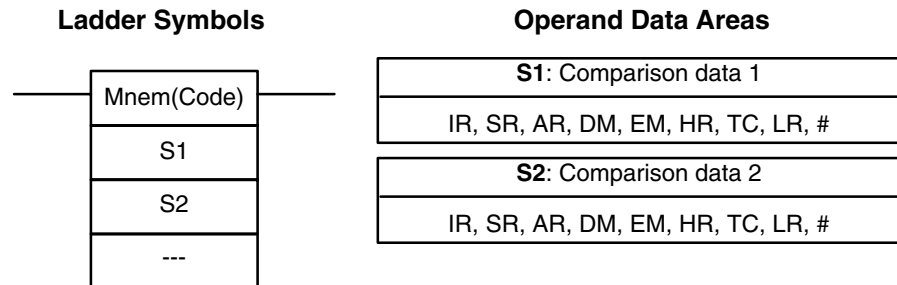 Ladder Symbols
Operand Data Areas
Mnem(Code)
S1
S2
---
S1: Comparison data 1
IR, SR, AR, DM, EM, HR, TC, LR, #
S2: Comparison data 2
IR, SR, AR, DM, EM, HR, TC, LR, #